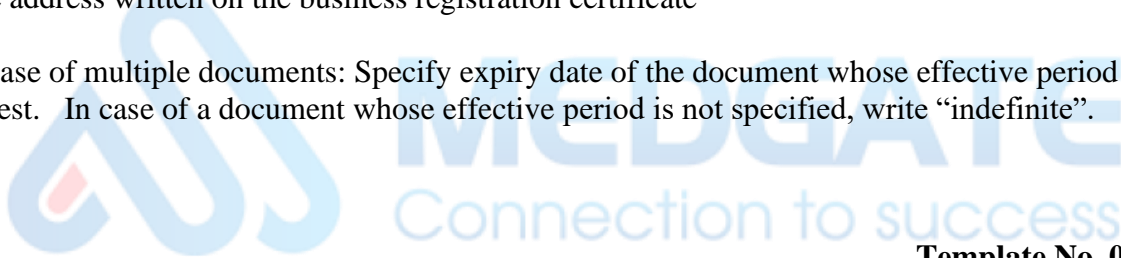 address written on the business registration certificate
ase of multiple documents: Specify expiry date of the document whose effective period
est. In case of a document whose effective period is not specified, write “indefinite”.
MEDGATE
Connection to success
Template No. 0